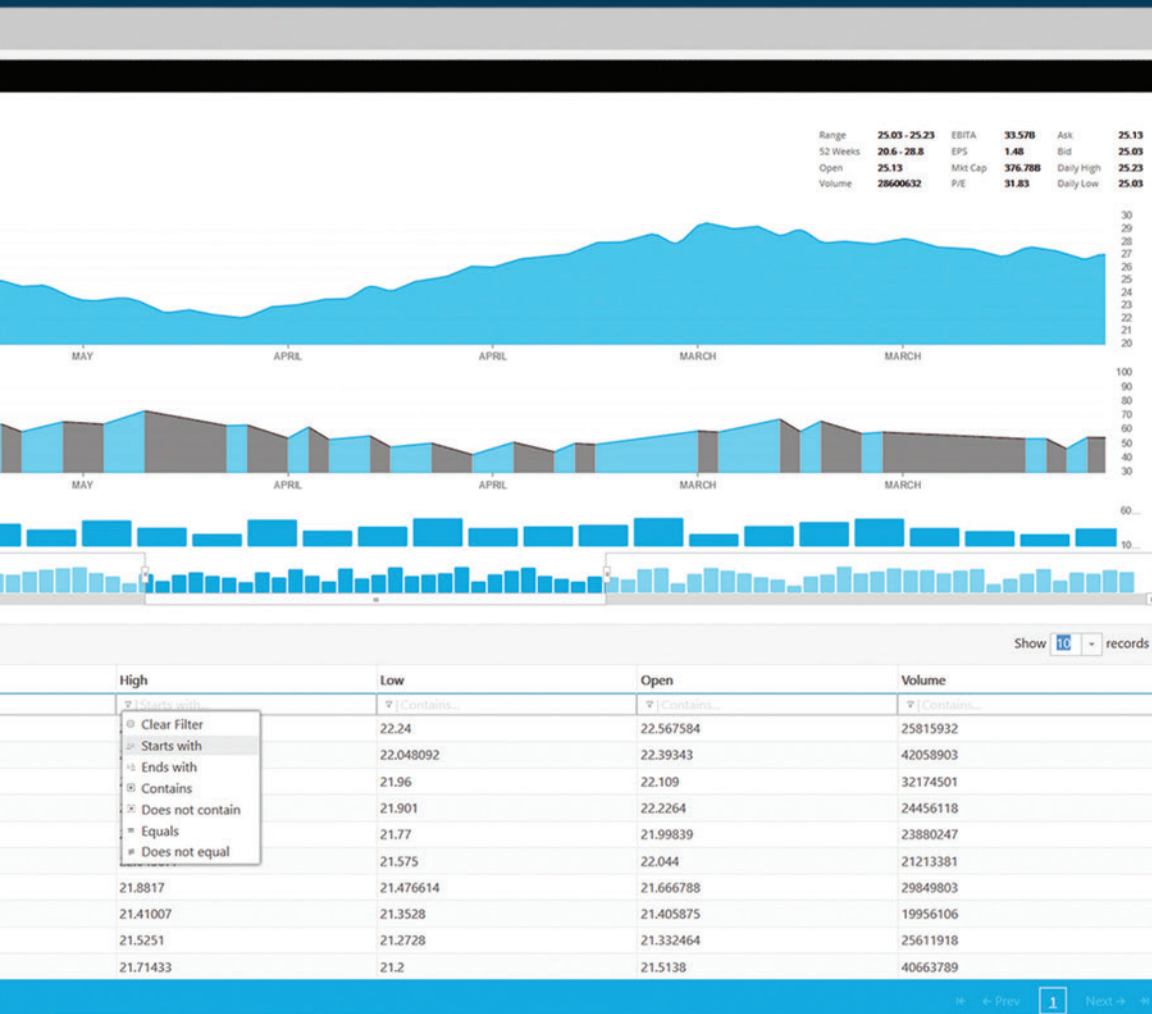 Range 25.03 - 25.23 EBITA 33.57B Ask 25.13
52 Weeks 20.6 - 28.8 EPS 1.48 Bid 25.03
Open 25.13 Mkt Cap 376.78B Daily High 25.23
Volume 28600632 P/E 31.83 Daily Low 25.03
30
29
28
27
26
25
24
23
22
21
20
MAY APRIL APRIL MARCH MARCH
100
90
80
70
60
50
40
30
MAY APRIL APRIL MARCH MARCH
60...
10...
Show 10 records
High Low Open Volume
Starts with... Contains... Contains... Contains...
Clear Filter
Starts with
Ends with
Contains
Does not contain
= Equals
≠ Does not equal
22.24 22.567584 25815932
22.048092 22.39343 42058903
21.96 22.109 32174501
21.901 22.2264 24456118
21.77 21.99839 23880247
21.575 22.044 21213381
21.8817 21.476614 21.666788 29849803
21.41007 21.3528 21.405875 19956106
21.5251 21.2728 21.332464 25611918
21.71433 21.2 21.5138 40663789
← Prev 1 Next →